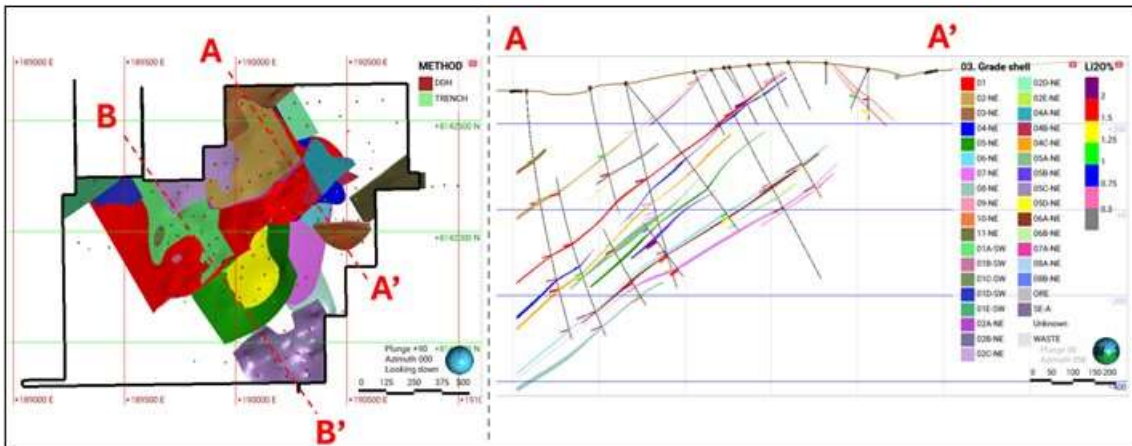 A
A'
B
A'
B'
A
189000 E
189500 E
190000 E
190500 E
METHOD
DDH
TRENCH
Plunge +90
Azimuth 000
Looking down
0 125 250 375 500
03. Grade shell
01
02-NE
03-NE
04-NE
05-NE
06-NE
07-NE
08-NE
09-NE
10-NE
11-NE
01A-SW
01B-SW
01C-SW
01D-SW
01E-SW
02A-NE
02B-NE
02C-NE
02D-NE
02E-NE
04A-NE
04B-NE
04C-NE
05A-NE
05B-NE
05C-NE
05D-NE
06A-NE
06B-NE
07A-NE
08A-NE
08B-NE
ORE
SE-A
Unknown
WASTE
Li2O%
2
1.5
1.25
1
0.75
0.5
0 50 100 150 200